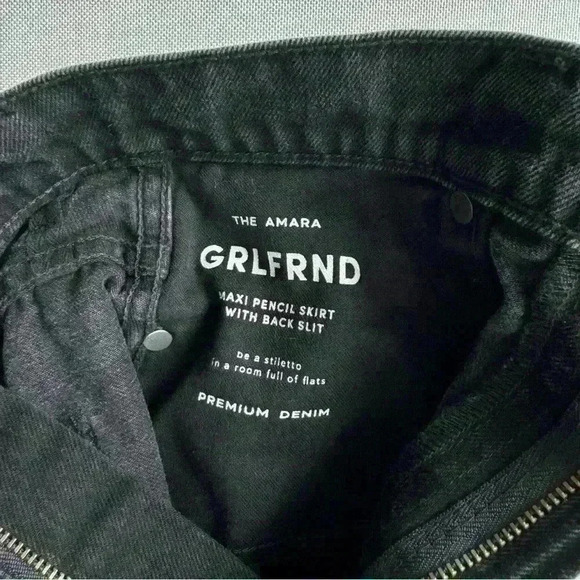 THE AMARA
GRLFRND
MAXI PENCIL SKIRT
WITH BACK SLIT
be a stiletto
in a room full of flats
PREMIUM DENIM